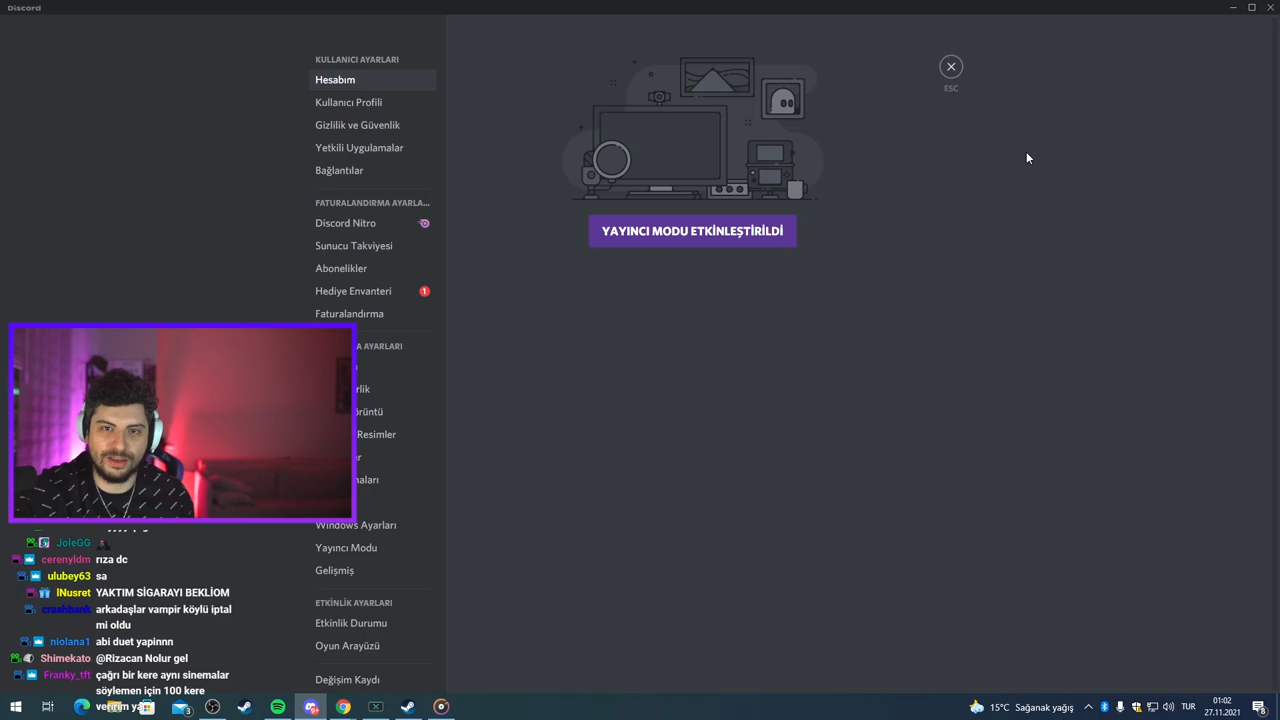 Discord
KULLANICI AYARLARI
Hesabım
Kullanıcı Profili
Gizlilik ve Güvenlik
Yetkili Uygulamalar
Bağlantılar
FATURALANDIRMA AYARLA...
Discord Nitro
Sunucu Takviyesi
Abonelikler
Hediye Envanteri 1
Faturalandırma
AYARLARI
Resimler
Windows Ayarları
Yayıncı Modu
Gelişmiş
ETKİNLİK AYARLARI
Etkinlik Durumu
Oyun Arayüzü
Değişim Kaydı
ESC
YAYINCI MODU ETKİNLEŞTİRİLDİ
JoleGG
cerenyldm rıza dc
ulubey63 sa
INusret YAKTIM SİGARAYI BEKLİOM
crashbank arkadaşlar vampir köylü iptal
mi oldu
niolana1 abi duet yapinnn
Shimekato @Rizacan Nolur gel
Franky_tft çağrı bir kere aynı sinemalar
söylemen için 100 kere
15°C Sağanak yağış
TUR
01:02
27.11.2021
8